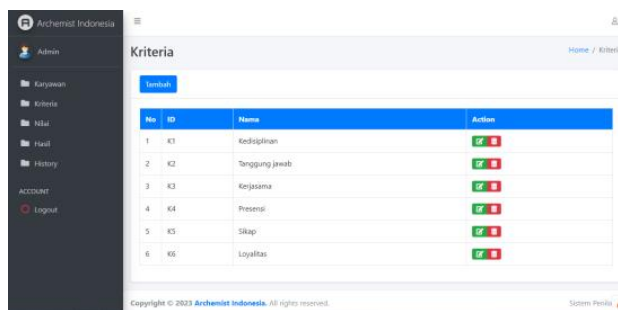 Archemist Indonesia
Admin
Karyawan
Kriteria
Nilai
Hasil
History
ACCOUNT
Logout
Kriteria
Home / Kriteri
Tambah
No ID Nama Action
1 K1 Kedisiplinan
2 K2 Tanggung jawab
3 K3 Kerjasama
4 K4 Presensi
5 K5 Sikap
6 K6 Loyalitas
Copyright © 2023 Archemist Indonesia. All rights reserved.
Sistem Penila